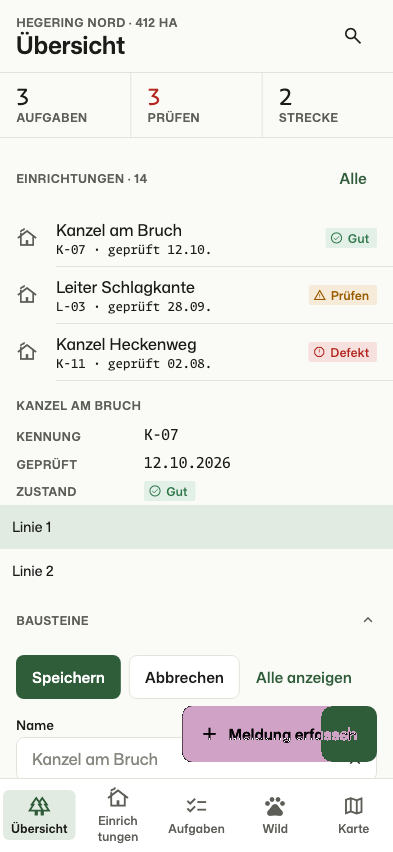 HEGERING NORD · 412 HA
Übersicht
3
AUFGABEN
3
PRÜFEN
2
STRECKE
EINRICHTUNGEN · 14
Alle
Kanzel am Bruch
K-07 · geprüft 12.10.
Gut
Leiter Schlagkante
L-03 · geprüft 28.09.
Prüfen
Kanzel Heckenweg
K-11 · geprüft 02.08.
Defekt
KANZEL AM BRUCH
KENNUNG
K-07
GEPRÜFT
12.10.2026
ZUSTAND
Gut
Linie 1
Linie 2
BAUSTEINE
Speichern
Abbrechen
Alle anzeigen
Name
Meldung
Kanzel am Bruch
Übersicht
Einrich
tungen
Aufgaben
Wild
Karte